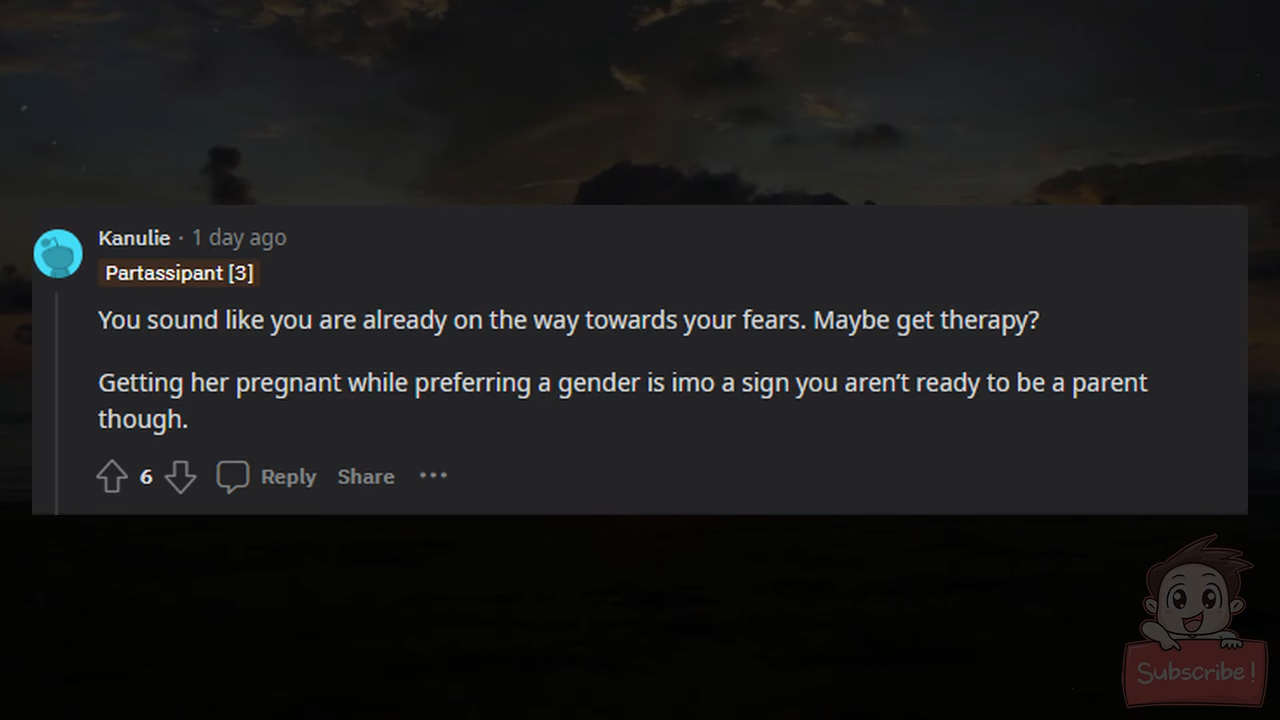 Kanulie · 1 day ago
Partassipant [3]
You sound like you are already on the way towards your fears. Maybe get therapy?
Getting her pregnant while preferring a gender is imo a sign you aren't ready to be a parent
though.
6 Reply Share ···
Subscribe!